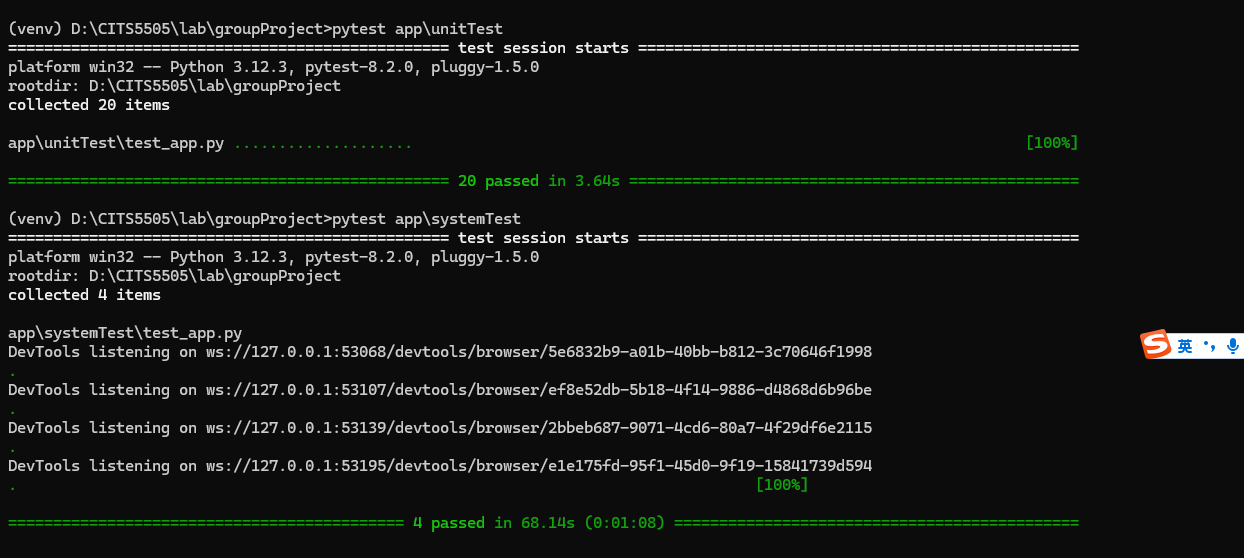 (venv) D:\CITS5505\lab\groupProject>pytest app\unitTest
================================================= test session starts =================================================
platform win32 -- Python 3.12.3, pytest-8.2.0, pluggy-1.5.0
rootdir: D:\CITS5505\lab\groupProject
collected 20 items
app\unitTest\test_app.py .................... [100%]
================================================= 20 passed in 3.64s ==================================================
(venv) D:\CITS5505\lab\groupProject>pytest app\systemTest
================================================= test session starts =================================================
platform win32 -- Python 3.12.3, pytest-8.2.0, pluggy-1.5.0
rootdir: D:\CITS5505\lab\groupProject
collected 4 items
app\systemTest\test_app.py
DevTools listening on ws://127.0.0.1:53068/devtools/browser/5e6832b9-a01b-40bb-b812-3c70646f1998
.
DevTools listening on ws://127.0.0.1:53107/devtools/browser/ef8e52db-5b18-4f14-9886-d4868d6b96be
.
DevTools listening on ws://127.0.0.1:53139/devtools/browser/2bbeb687-9071-4cd6-80a7-4f29df6e2115
.
DevTools listening on ws://127.0.0.1:53195/devtools/browser/e1e175fd-95f1-45d0-9f19-15841739d594
. [100%]
============================================ 4 passed in 68.14s (0:01:08) =============================================
S 英